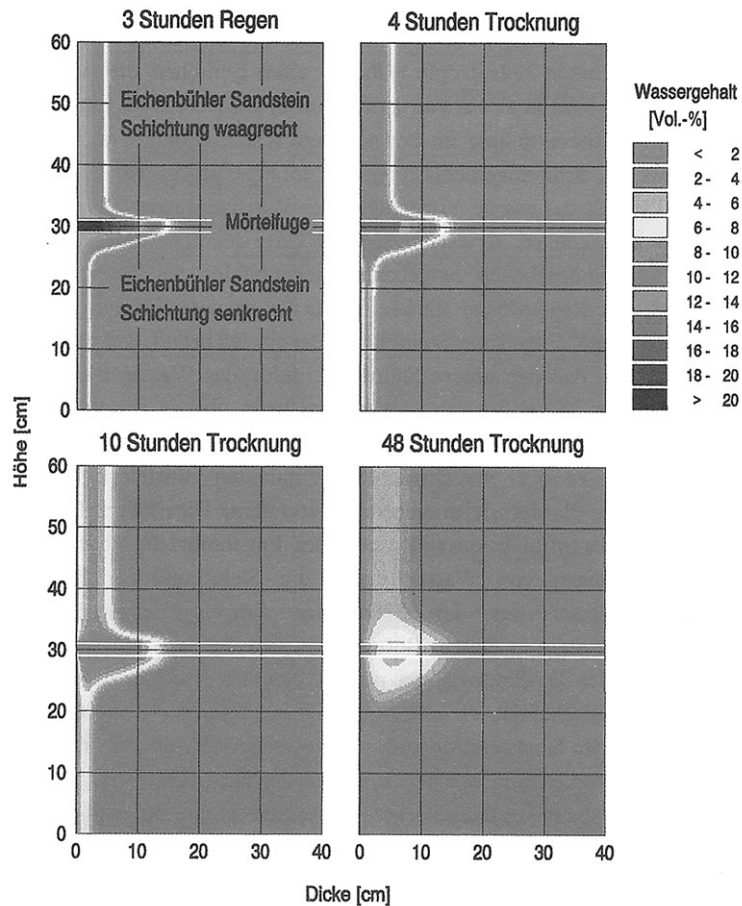 3 Stunden Regen
4 Stunden Trocknung
60
50
40
30
20
10
0
Eichenbühler Sandstein
Schichtung waagrecht
Mörtelfuge
Eichenbühler Sandstein
Schichtung senkrecht
Wassergehalt
[Vol.-%]
< 2
2 - 4
4 - 6
6 - 8
8 - 10
10 - 12
12 - 14
14 - 16
16 - 18
18 - 20
> 20
Höhe [cm]
10 Stunden Trocknung
48 Stunden Trocknung
60
50
40
30
20
10
0
0 10 20 30 40
0 10 20 30 40
Dicke [cm]